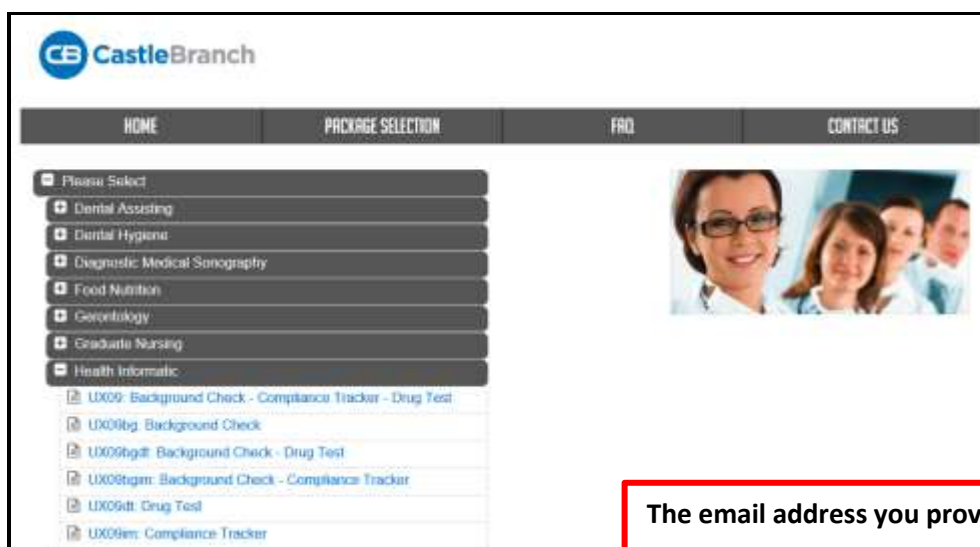 CB CastleBranch
HOME PACKAGE SELECTION FAQ CONTACT US
Please Select
Dental Assisting
Dental Hygiene
Diagnostic Medical Sonography
Food Nutrition
Gerontology
Graduate Nursing
Health Informatic
UX09: Background Check - Compliance Tracker - Drug Test
UX09bg: Background Check
UX09bgdt: Background Check - Drug Test
UX09bgim: Background Check - Compliance Tracker
UX09dt: Drug Test
UX09im: Compliance Tracker
The email address you prov